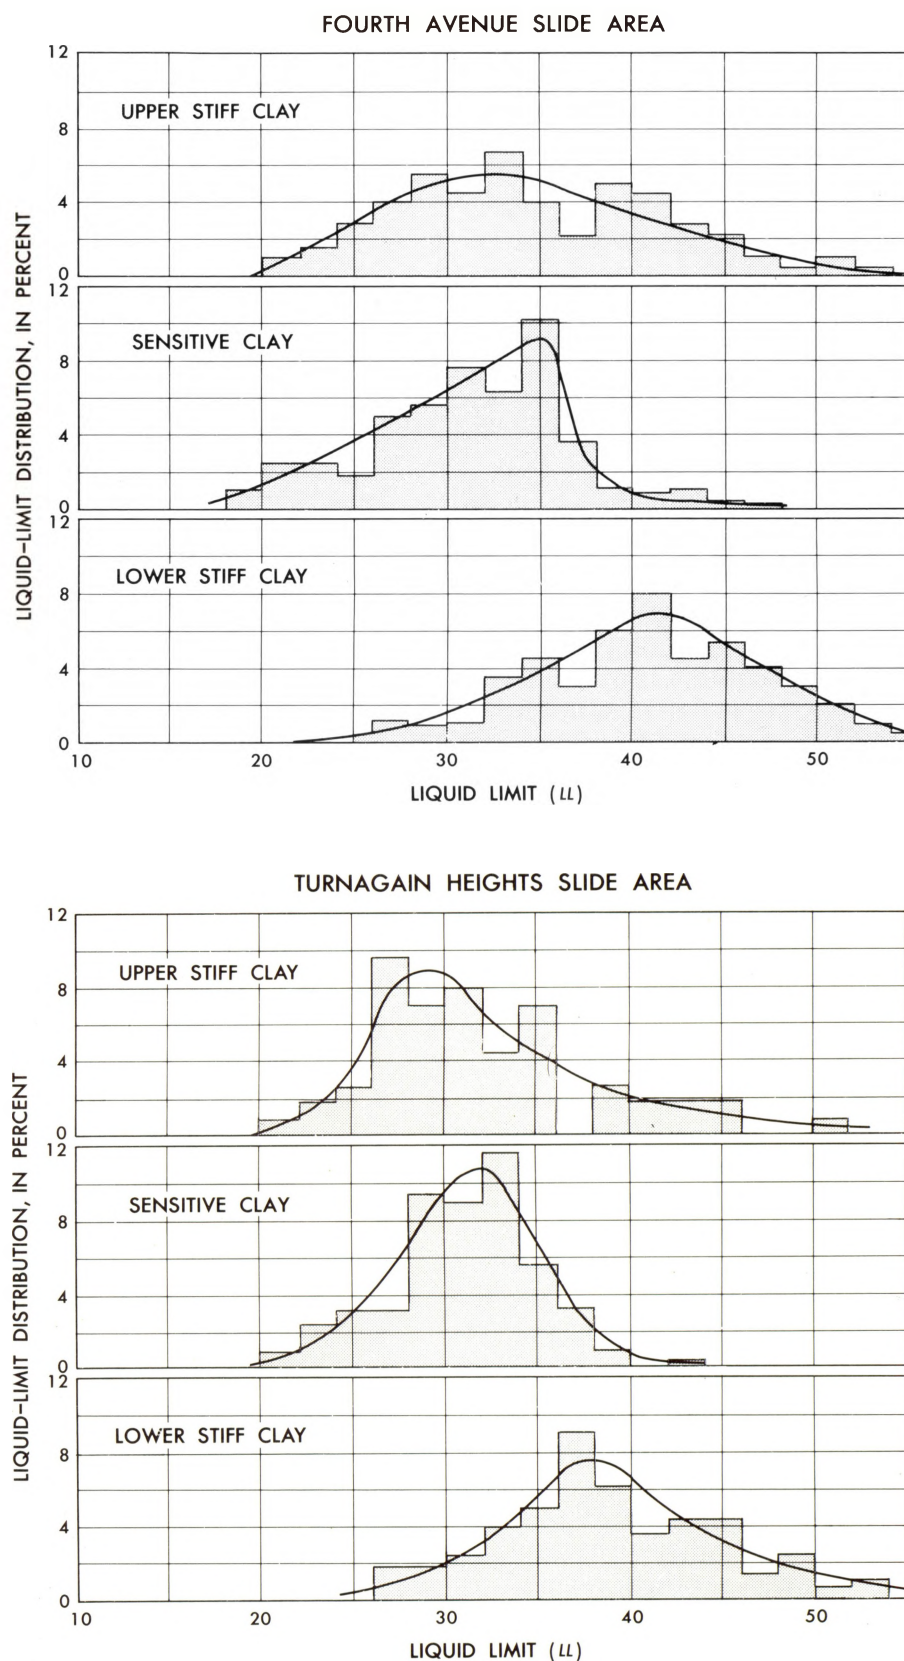 FOURTH AVENUE SLIDE AREA
LIQUID-LIMIT DISTRIBUTION, IN PERCENT
12
UPPER STIFF CLAY
8
4
0
12
SENSITIVE CLAY
8
4
0
12
LOWER STIFF CLAY
8
4
0
10 20 30 40 50
LIQUID LIMIT (LL)
TURNAGAIN HEIGHTS SLIDE AREA
LIQUID-LIMIT DISTRIBUTION, IN PERCENT
12
UPPER STIFF CLAY
8
4
0
12
SENSITIVE CLAY
8
4
0
12
LOWER STIFF CLAY
8
4
0
10 20 30 40 50
LIQUID LIMIT (LL)